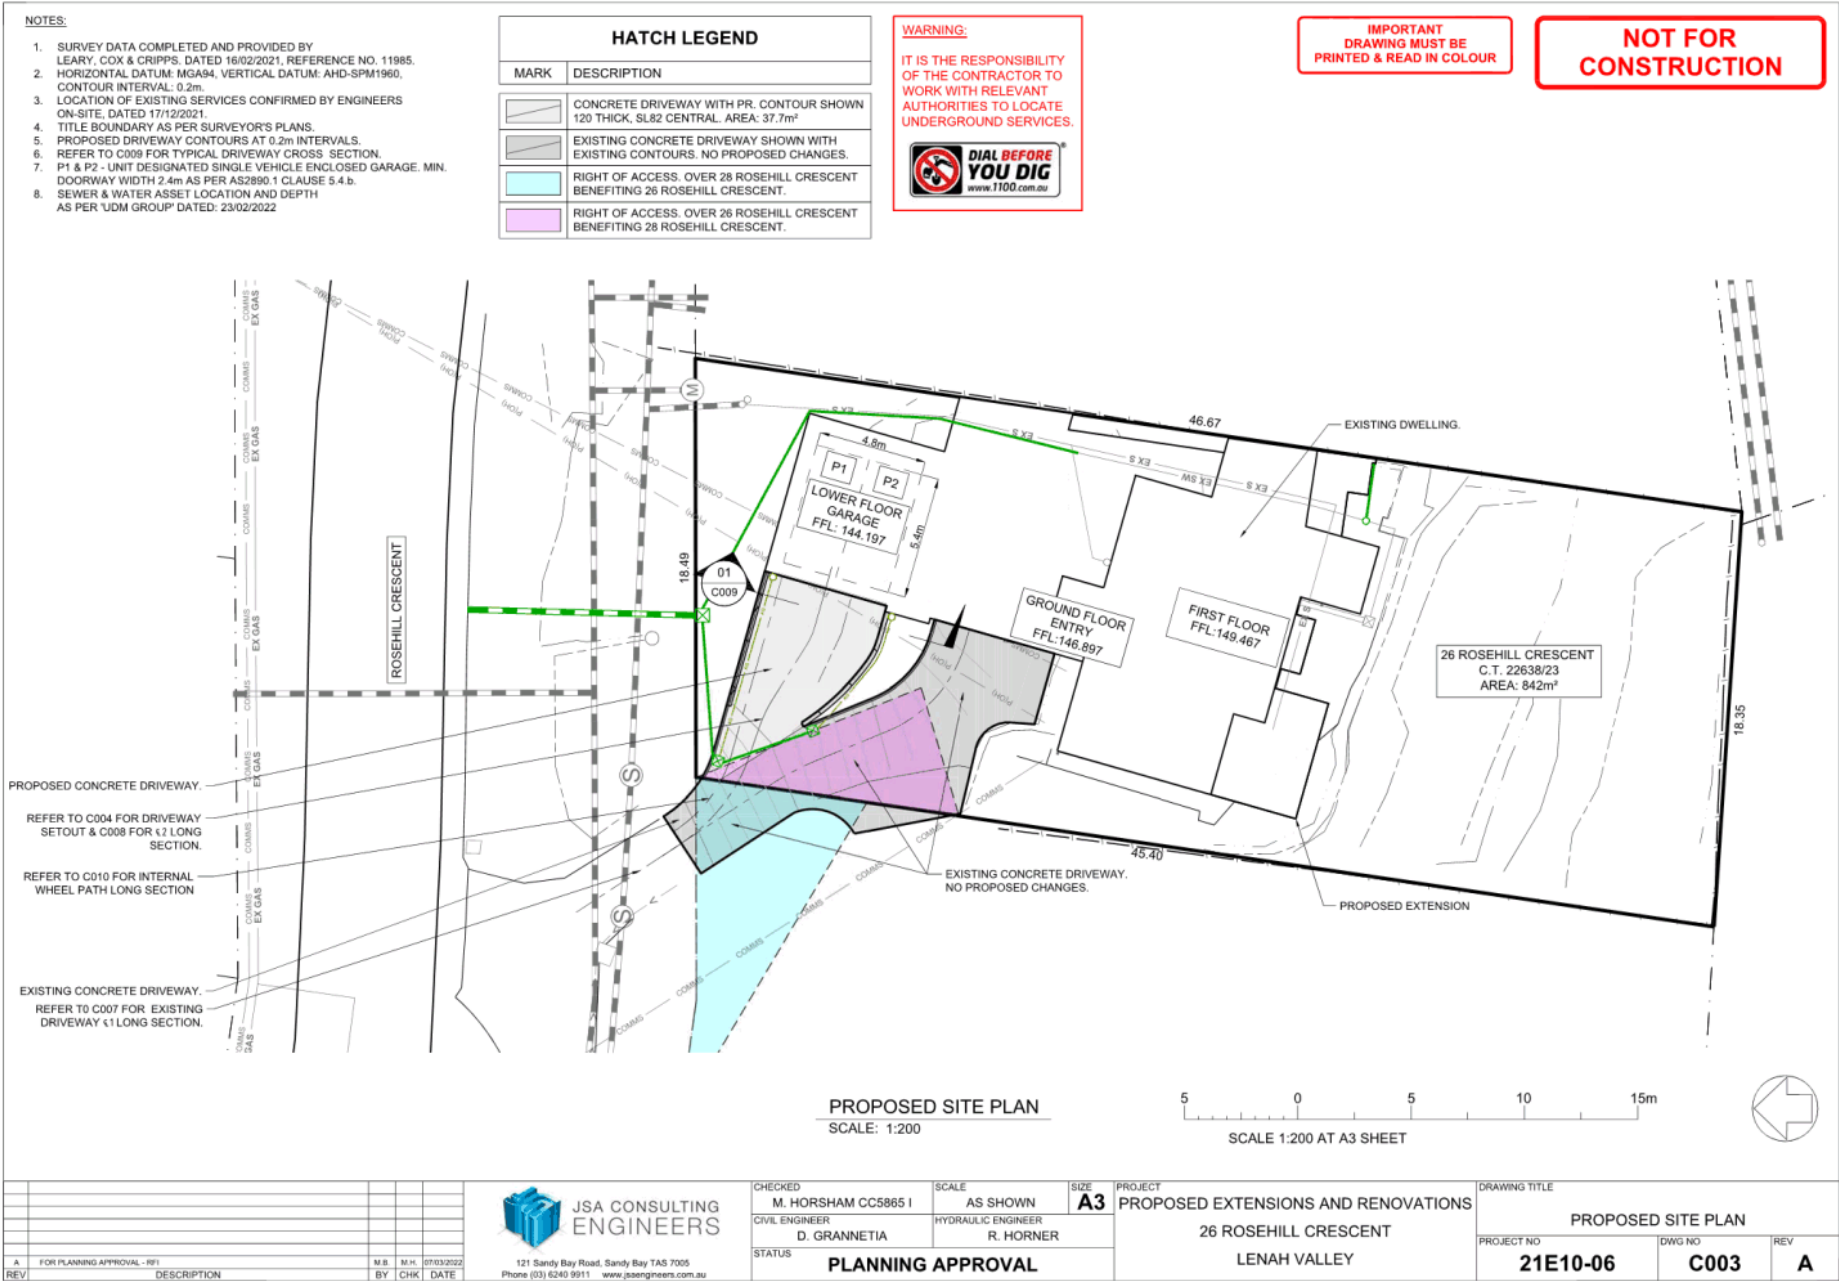 NOTES:
1. SURVEY DATA COMPLETED AND PROVIDED BY
LEARY, COX & CRIPPS. DATED 16/02/2021, REFERENCE NO. 11985.
2. HORIZONTAL DATUM: MGA94, VERTICAL DATUM: AHD-SPM1960,
CONTOUR INTERVAL: 0.2m.
3. LOCATION OF EXISTING SERVICES CONFIRMED BY ENGINEERS
ON-SITE, DATED 17/12/2021.
4. TITLE BOUNDARY AS PER SURVEYOR'S PLANS.
5. PROPOSED DRIVEWAY CONTOURS AT 0.2m INTERVALS.
6. REFER TO C009 FOR TYPICAL DRIVEWAY CROSS SECTION.
7. P1 & P2 - UNIT DESIGNATED SINGLE VEHICLE ENCLOSED GARAGE. MIN.
DOORWAY WIDTH 2.4m AS PER AS2890.1 CLAUSE 5.4.b.
8. SEWER & WATER ASSET LOCATION AND DEPTH
AS PER 'UDM GROUP' DATED: 23/02/2022
HATCH LEGEND
MARK DESCRIPTION
CONCRETE DRIVEWAY WITH PR. CONTOUR SHOWN
120 THICK, SL82 CENTRAL. AREA: 37.7m²
EXISTING CONCRETE DRIVEWAY SHOWN WITH
EXISTING CONTOURS. NO PROPOSED CHANGES.
RIGHT OF ACCESS. OVER 28 ROSEHILL CRESCENT
BENEFITING 26 ROSEHILL CRESCENT.
RIGHT OF ACCESS. OVER 26 ROSEHILL CRESCENT
BENEFITING 28 ROSEHILL CRESCENT.
WARNING:
IT IS THE RESPONSIBILITY
OF THE CONTRACTOR TO
WORK WITH RELEVANT
AUTHORITIES TO LOCATE
UNDERGROUND SERVICES.
DIAL BEFORE
YOU DIG
www.1100.com.au
IMPORTANT
DRAWING MUST BE
PRINTED & READ IN COLOUR
NOT FOR
CONSTRUCTION
COMMS
EX GAS
ROSEHILL CRESCENT
P(OH)
M
S
S
EX S
EX SW
46.67
18.49
45.40
18.35
EXISTING DWELLING.
4.8m
5.4m
P1
P2
LOWER FLOOR
GARAGE
FFL: 144.197
01
C009
GROUND FLOOR
ENTRY
FFL:146.897
FIRST FLOOR
FFL:149.467
26 ROSEHILL CRESCENT
C.T. 22638/23
AREA: 842m²
PROPOSED CONCRETE DRIVEWAY.
REFER TO C004 FOR DRIVEWAY
SETOUT & C008 FOR ℄2 LONG
SECTION.
REFER TO C010 FOR INTERNAL
WHEEL PATH LONG SECTION
EXISTING CONCRETE DRIVEWAY.
REFER T0 C007 FOR EXISTING
DRIVEWAY ℄1 LONG SECTION.
EXISTING CONCRETE DRIVEWAY.
NO PROPOSED CHANGES.
PROPOSED EXTENSION
PROPOSED SITE PLAN
SCALE: 1:200
5 0 5 10 15m
SCALE 1:200 AT A3 SHEET
A FOR PLANNING APPROVAL - RFI M.B. M.H. 07/03/2022
REV DESCRIPTION BY CHK DATE
JSA CONSULTING
ENGINEERS
121 Sandy Bay Road, Sandy Bay TAS 7005
Phone (03) 6240 9911 www.jsaengineers.com.au
CHECKED
M. HORSHAM CC5865 I
SCALE
AS SHOWN
SIZE
A3
CIVIL ENGINEER
D. GRANNETIA
HYDRAULIC ENGINEER
R. HORNER
STATUS
PLANNING APPROVAL
PROJECT
PROPOSED EXTENSIONS AND RENOVATIONS
26 ROSEHILL CRESCENT
LENAH VALLEY
DRAWING TITLE
PROPOSED SITE PLAN
PROJECT NO
21E10-06
DWG NO
C003
REV
A